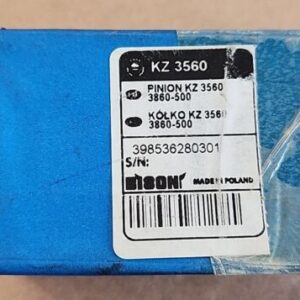 KZ 3560
PINION KZ 3560
3860-500
KÓŁKO KZ 3560
3860-500
398536280301
S/N:
BISON MADE IN POLAND